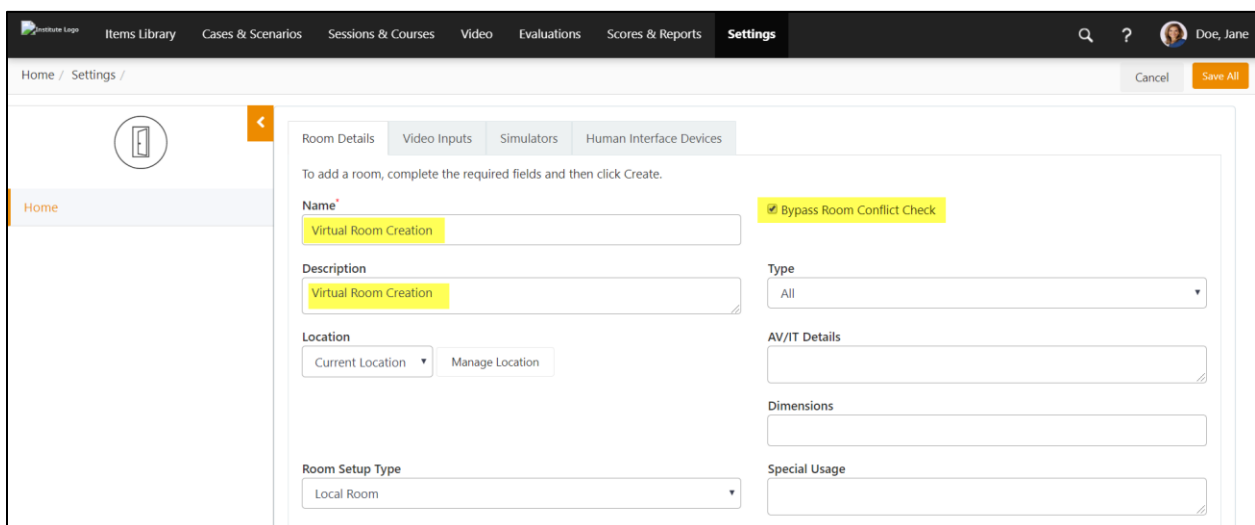 Institute Logo Items Library Cases & Scenarios Sessions & Courses Video Evaluations Scores & Reports Settings ? Doe, Jane
Home / Settings /
Cancel Save All
Room Details Video Inputs Simulators Human Interface Devices
To add a room, complete the required fields and then click Create.
Home
Name*
Bypass Room Conflict Check
Virtual Room Creation
Description
Type
Virtual Room Creation
All
Location
AV/IT Details
Current Location Manage Location
Dimensions
Room Setup Type
Special Usage
Local Room